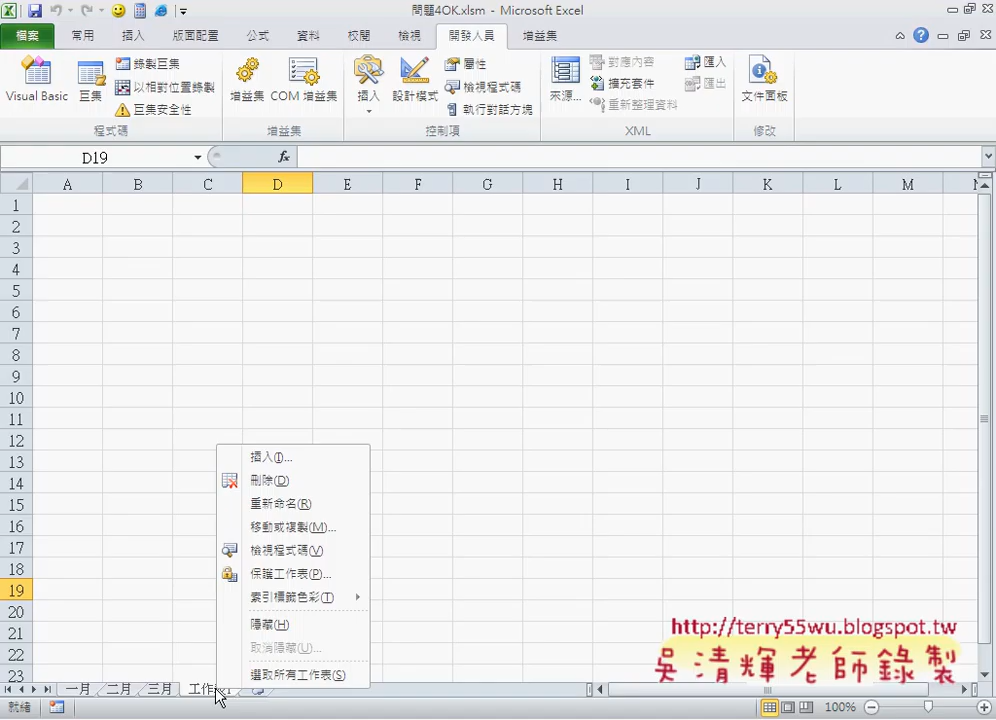 問題4OK.xlsm - Microsoft Excel
檔案 常用 插入 版面配置 公式 資料 校閱 檢視 開發人員 增益集
Visual Basic 巨集 錄製巨集 以相對位置錄製 巨集安全性
程式碼
增益集 COM 增益集
增益集
插入 設計模式 屬性 檢視程式碼 執行對話方塊
控制項
來源... 對應內容 擴充套件 重新整理資料 匯入 匯出
XML
文件面板
修改
D19 fx
A B C D E F G H I J K L M
1
2
3
4
5
6
7
8
9
10
11
12
13
14
15
16
17
18
19
20
21
22
23
插入(I)...
刪除(D)
重新命名(R)
移動或複製(M)...
檢視程式碼(V)
保護工作表(P)...
索引標籤色彩(T)
隱藏(H)
取消隱藏(U)...
選取所有工作表(S)
http://terry55wu.blogspot.tw
吳清輝老師錄製
一月 二月 三月 工作
就緒 100%